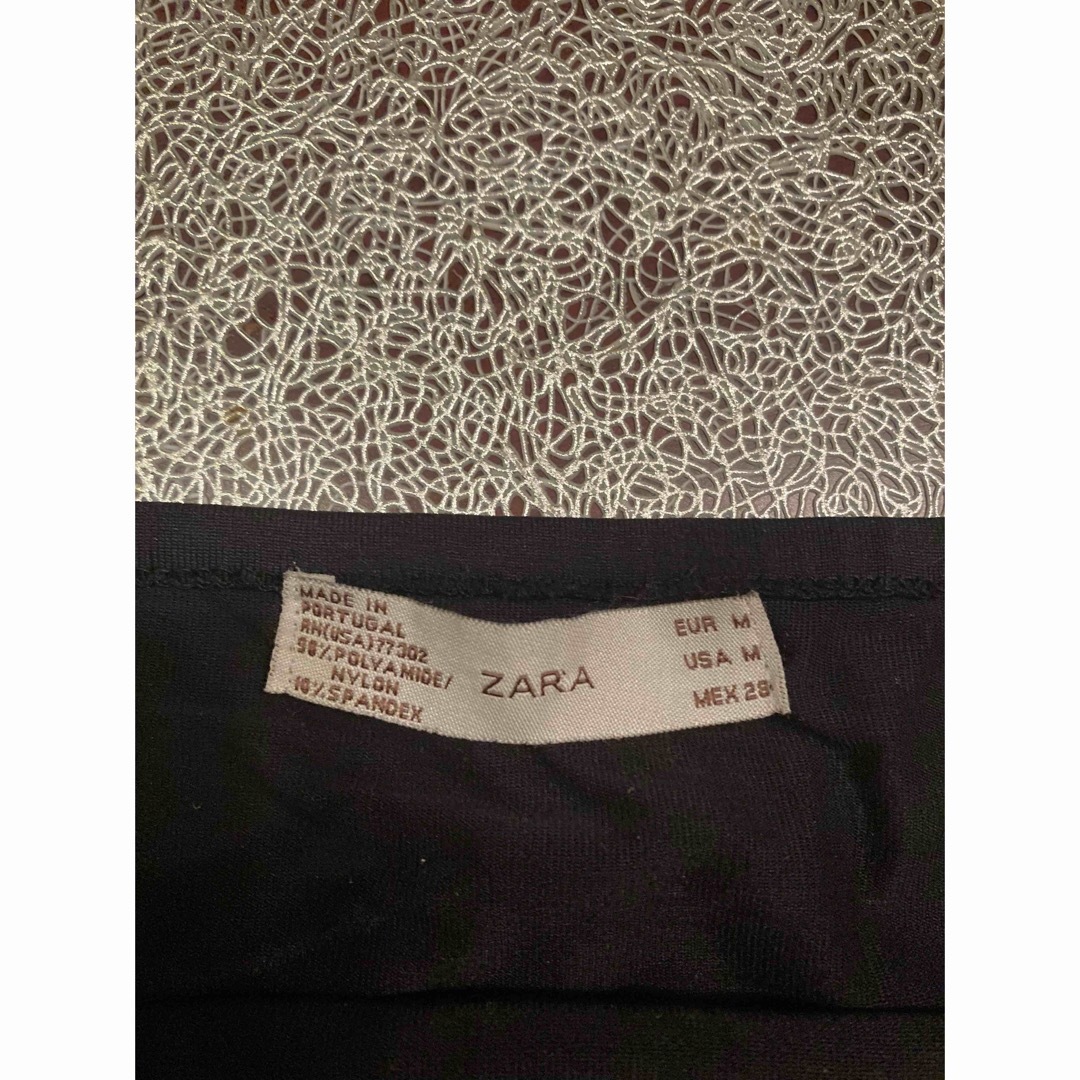 MADE IN
PORTUGAL
RN(USA)77302
90%POLYAMIDE/
NYLON
10%SPANDEX
ZARA
EUR M
USA M
MEX 28